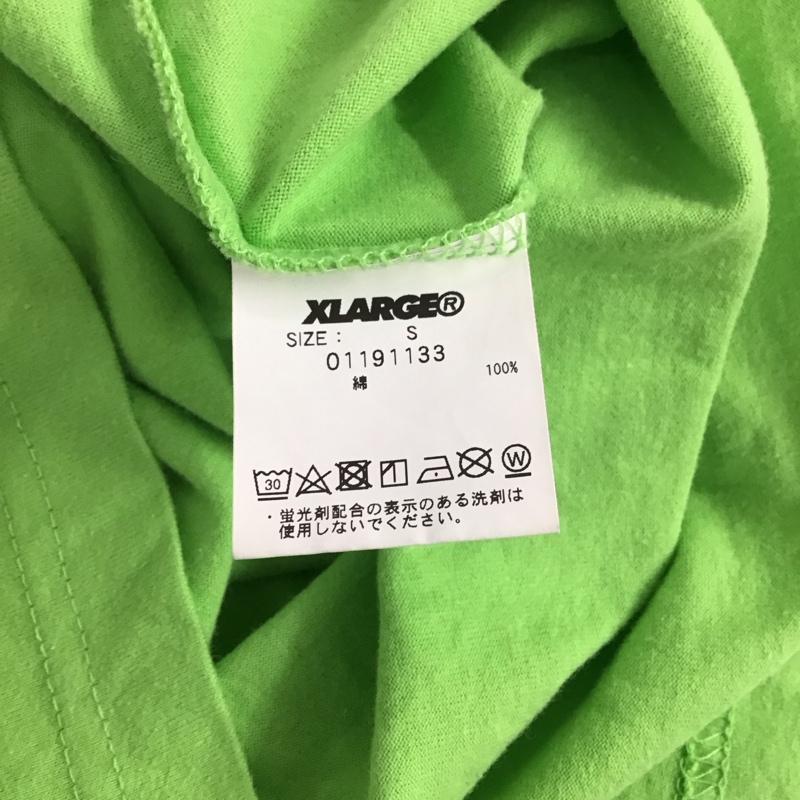 XLARGE®
SIZE : S
01191133
綿 100%
30 W
・蛍光剤配合の表示のある洗剤は
使用しないでください。